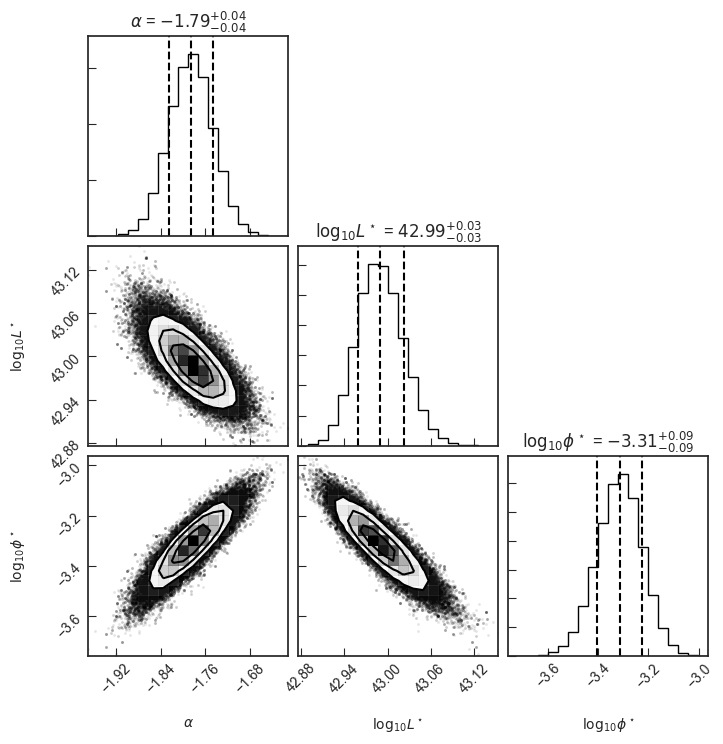 α = −1.79^{+0.04}_{−0.04}
43.12
43.06
43.00
42.94
42.88
log₁₀L*
log₁₀L* = 42.99^{+0.03}_{−0.03}
−3.0
−3.2
−3.4
−3.6
log₁₀ϕ*
log₁₀ϕ* = −3.31^{+0.09}_{−0.09}
−1.92 −1.84 −1.76 −1.68
42.88 42.94 43.00 43.06 43.12
−3.6 −3.4 −3.2 −3.0
α
log₁₀L*
log₁₀ϕ*